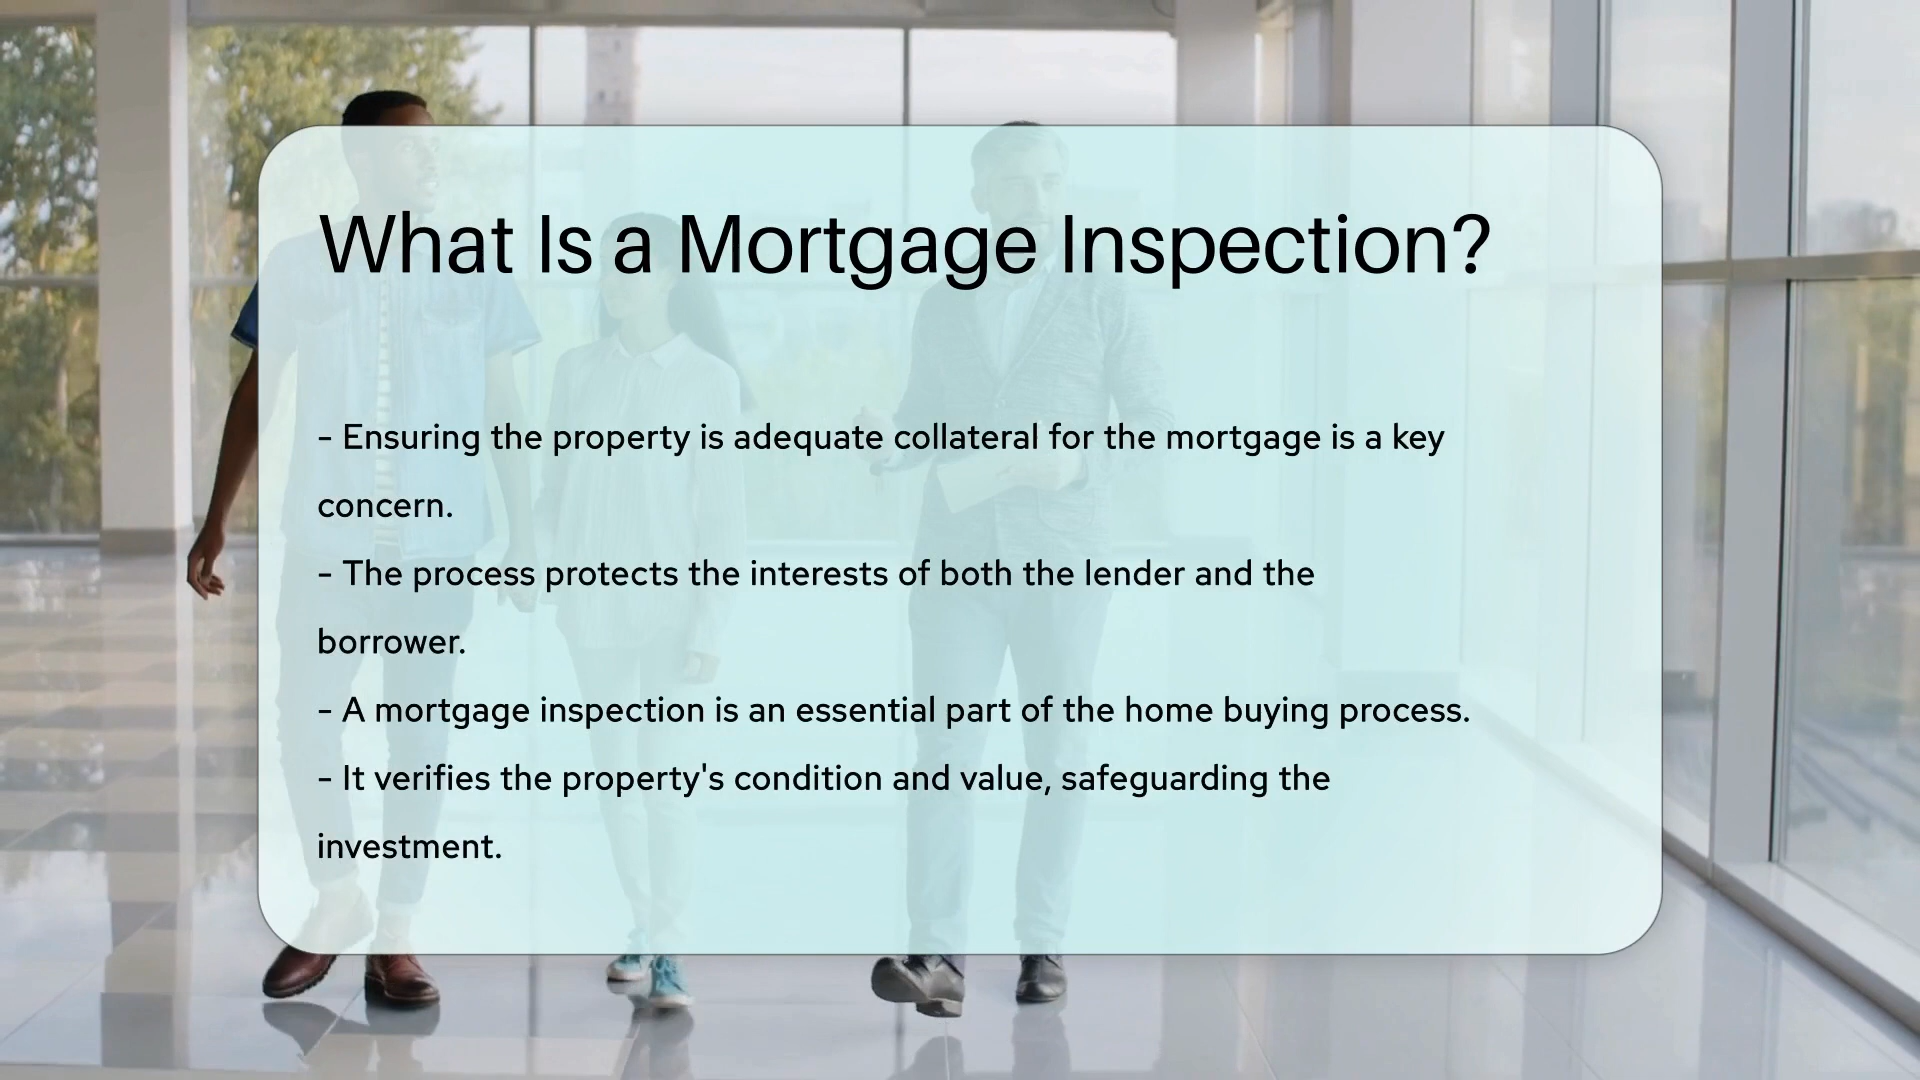 What Is a Mortgage Inspection?
- Ensuring the property is adequate collateral for the mortgage is a key
concern.
- The process protects the interests of both the lender and the
borrower.
- A mortgage inspection is an essential part of the home buying process.
- It verifies the property's condition and value, safeguarding the
investment.